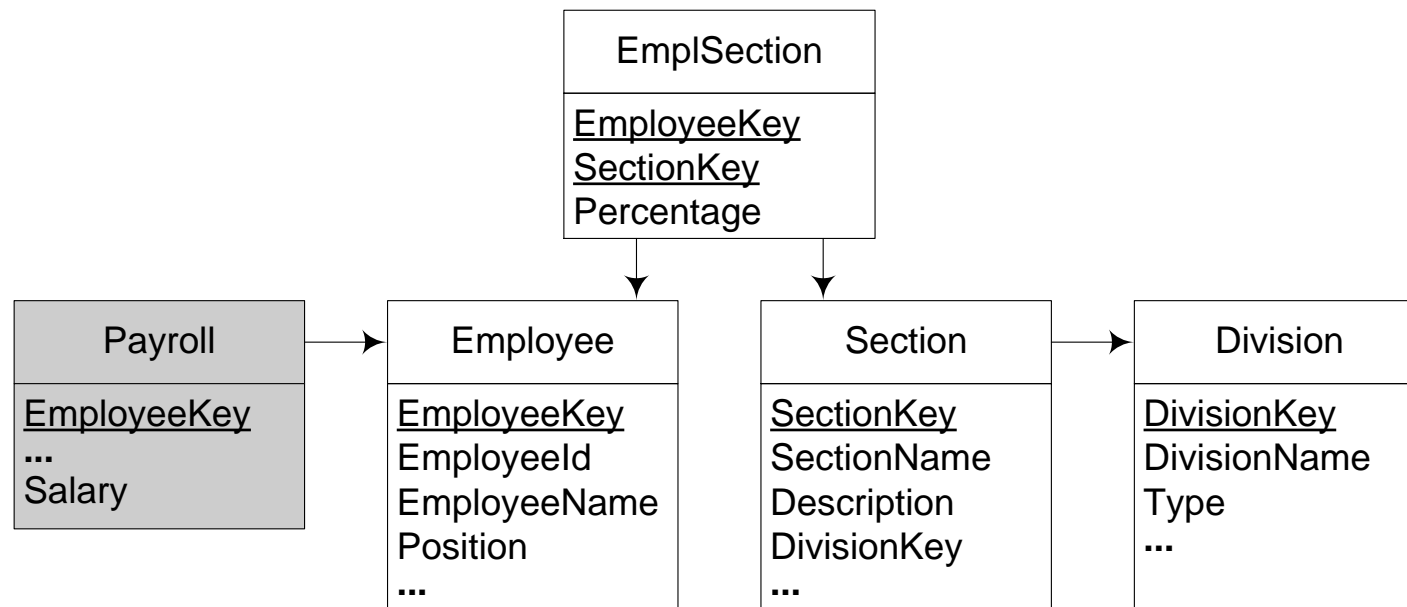 EmplSection
EmployeeKey
SectionKey
Percentage
Payroll
EmployeeKey
...
Salary
Employee
EmployeeKey
EmployeeId
EmployeeName
Position
...
Section
SectionKey
SectionName
Description
DivisionKey
...
Division
DivisionKey
DivisionName
Type
...